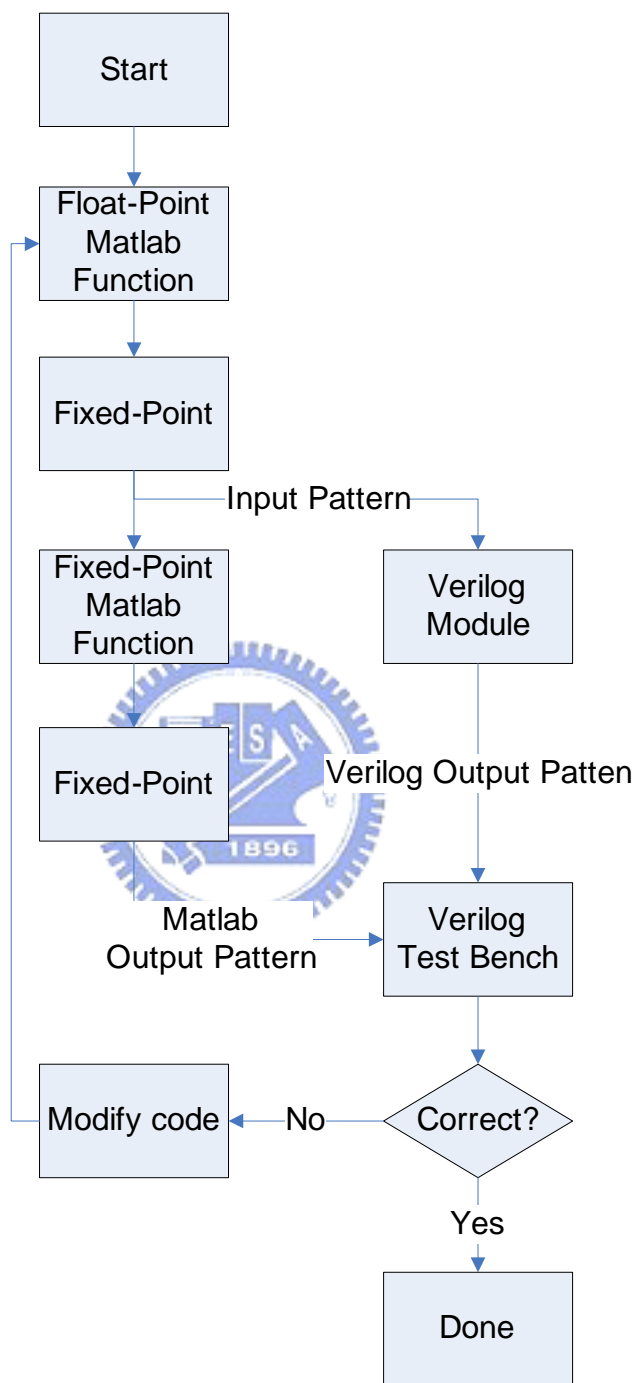 Start
Float-Point
Matlab
Function
Fixed-Point
Input Pattern
Fixed-Point
Matlab
Function
Verilog
Module
Fixed-Point
Verilog Output Patten
E S A
1896
Matlab
Output Pattern
Verilog
Test Bench
Modify code
No
Correct?
Yes
Done